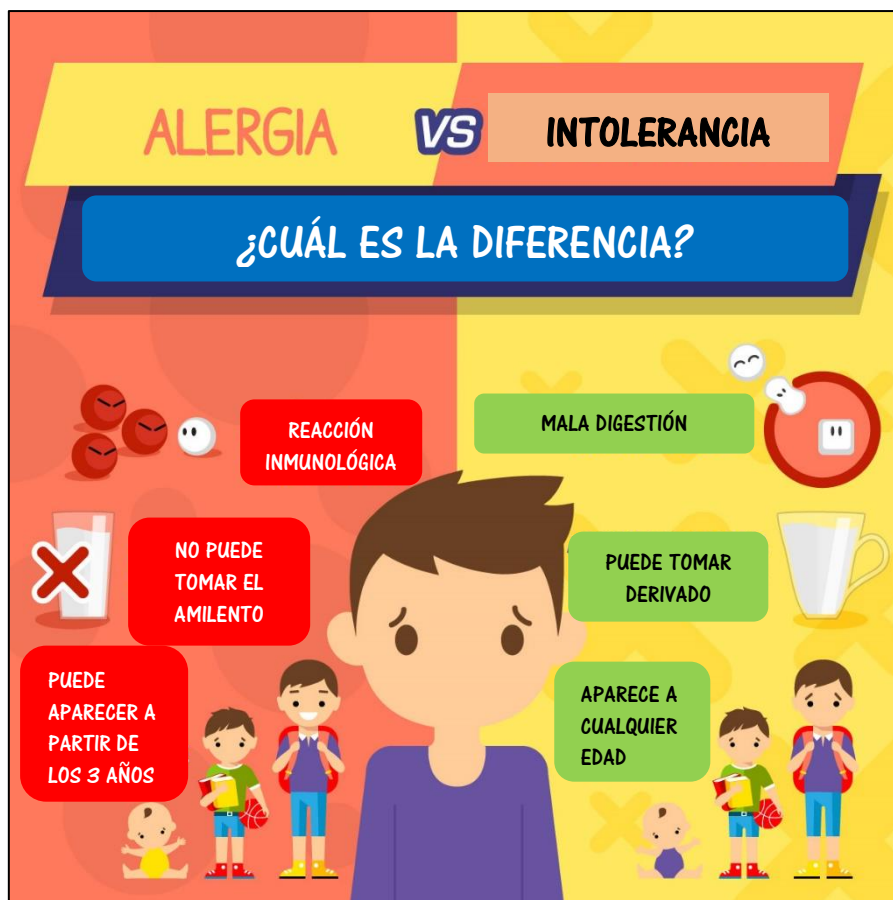 ALERGIA VS INTOLERANCIA
¿CUÁL ES LA DIFERENCIA?
REACCIÓN
INMUNOLÓGICA
MALA DIGESTIÓN
NO PUEDE
TOMAR EL
AMILENTO
PUEDE TOMAR
DERIVADO
PUEDE
APARECER A
PARTIR DE
LOS 3 AÑOS
APARECE A
CUALQUIER
EDAD